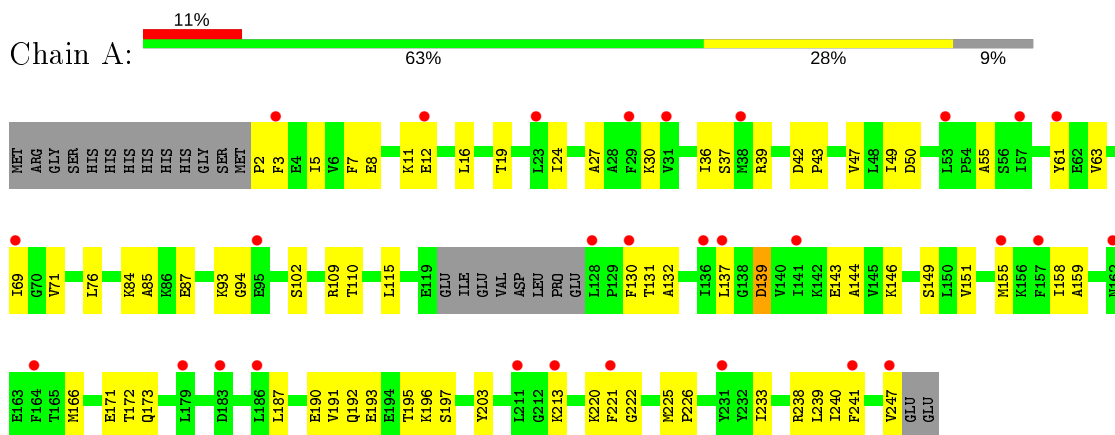 11%
Chain A:
63% 28% 9%
MET ARG GLY SER HIS HIS HIS HIS HIS HIS GLY SER MET P2 F3 E4 I5 V6 F7 E8 K11 E12 L16 T19 L23 I24 A27 A28 F29 K30 V31 I36 S37 M38 R39 D42 P43 V47 L48 I49 D50 L53 P54 A55 S56 I57 Y61 E62 V63
I69 G70 V71 L76 K84 A85 K86 E87 K93 G94 E95 S102 R109 T110 L115 E119 GLU ILE GLU VAL ASP LEU PRO GLU L128 P129 F130 T131 A132 I136 L137 G138 D139 V140 I141 K142 E143 A144 V145 K146 S149 L150 V151 M155 K156 F157 I158 A159
E163 F164 T165 M166 E171 T172 Q173 L179 D183 L186 L187 E190 V191 Q192 E193 E194 T195 K196 S197 Y203 L211 G212 K213 K220 F221 G222 M225 P226 Y231 Y232 I233 R238 L239 I240 F241 V247 GLU GLU